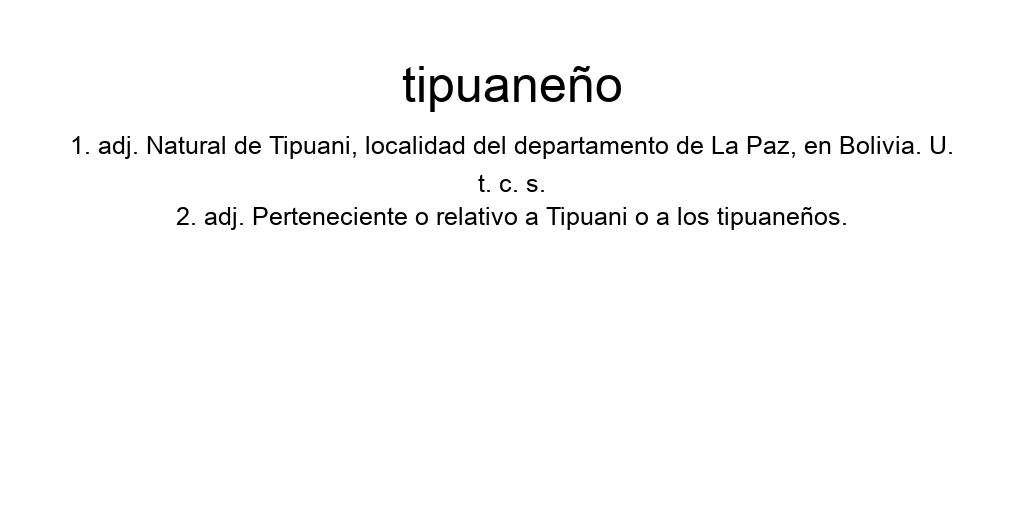 tipuaneño
1. adj. Natural de Tipuani, localidad del departamento de La Paz, en Bolivia. U.
t. c. s.
2. adj. Perteneciente o relativo a Tipuani o a los tipuaneños.